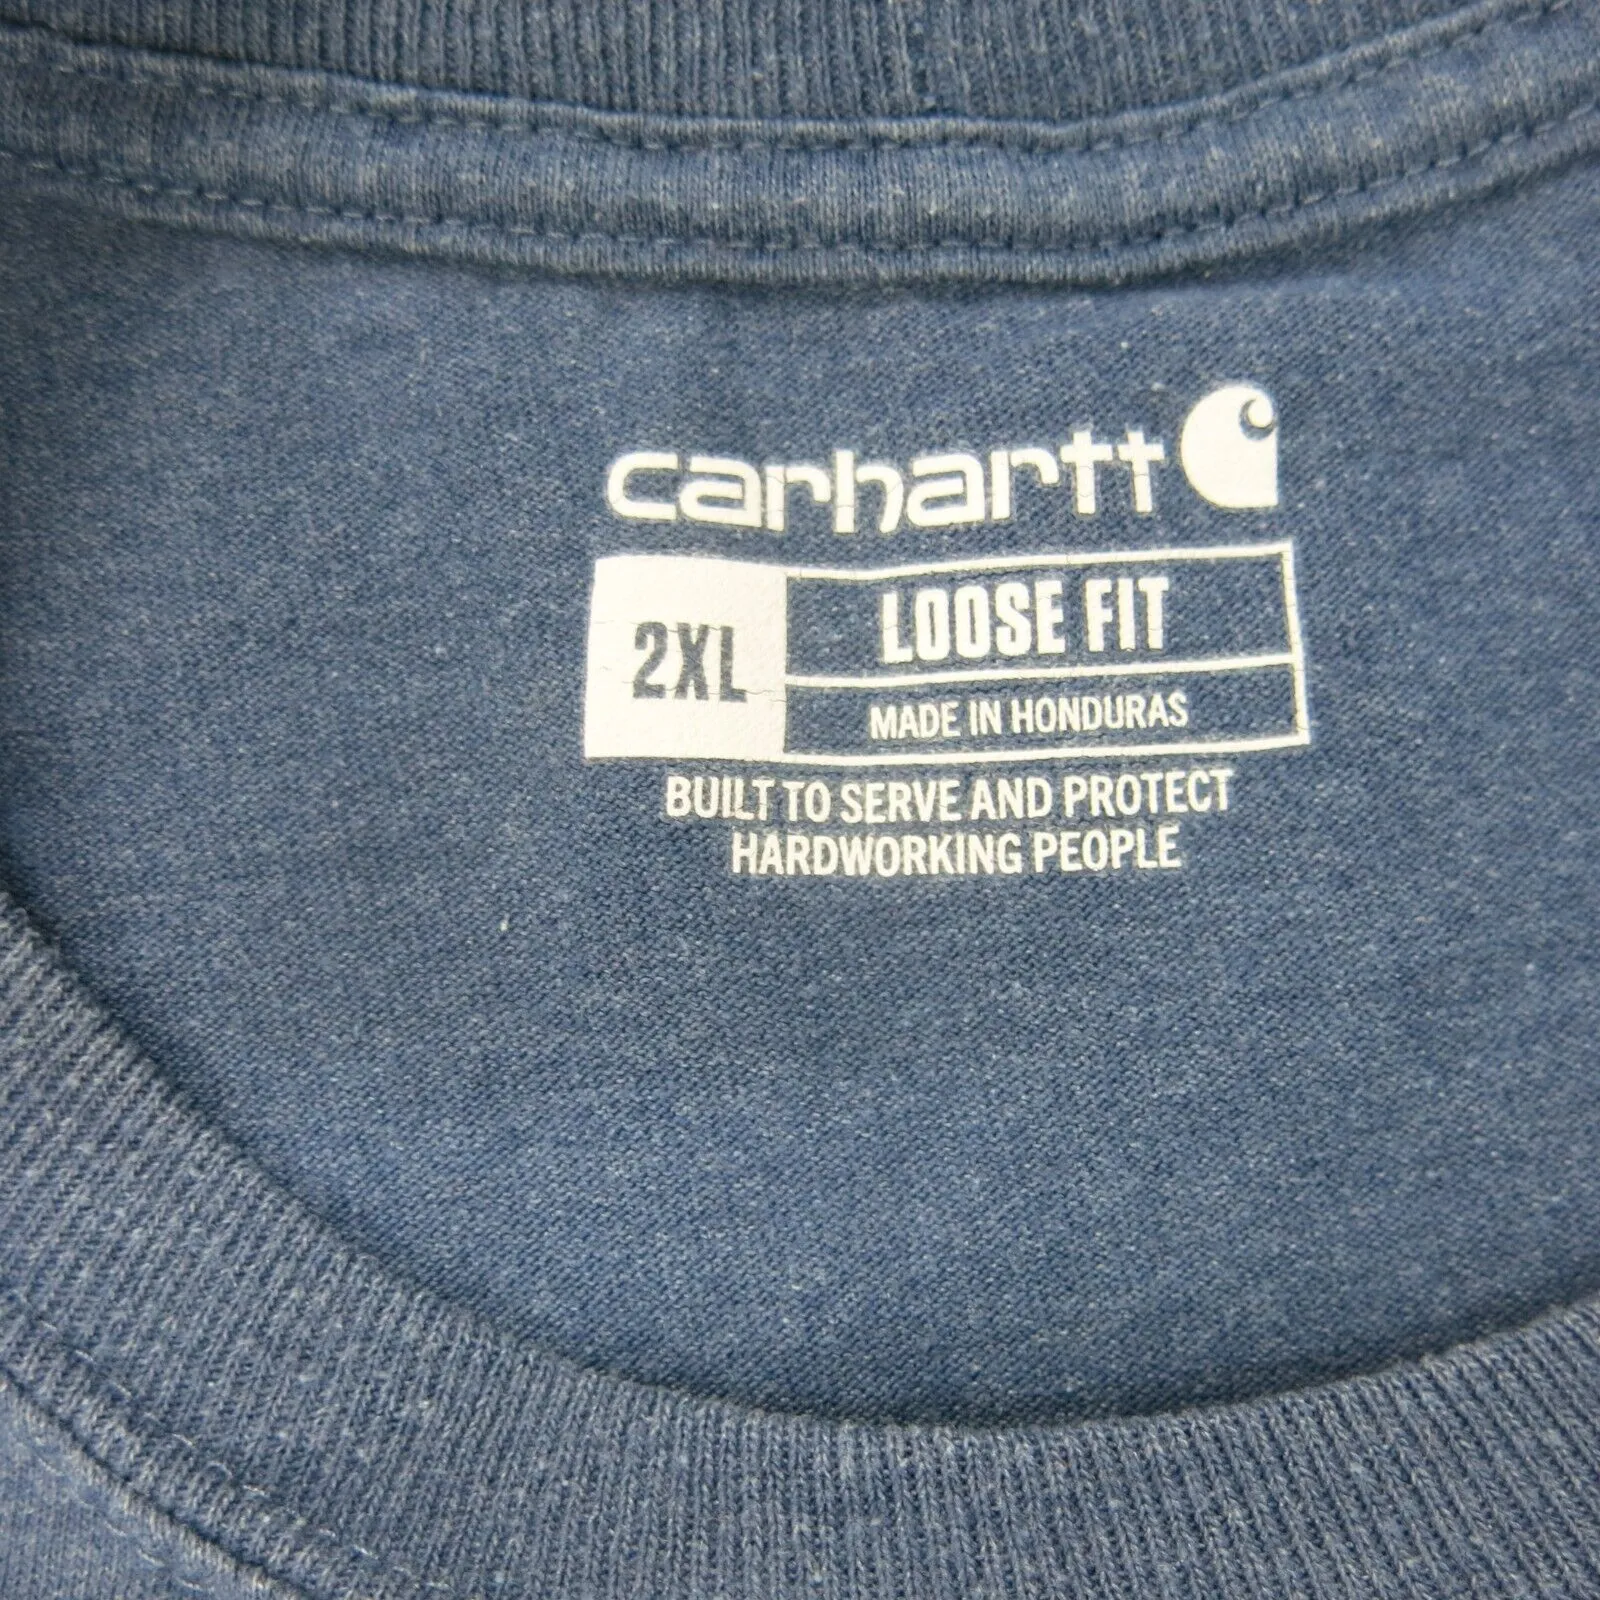 carhartt
2XL
LOOSE FIT
MADE IN HONDURAS
BUILT TO SERVE AND PROTECT
HARDWORKING PEOPLE